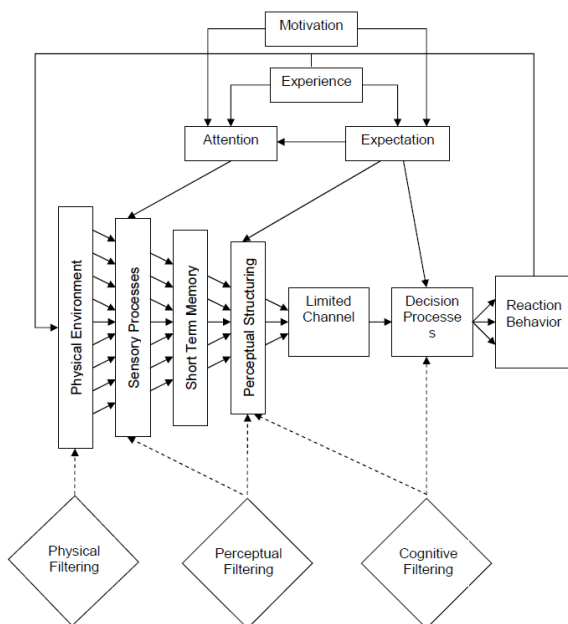 Motivation
Experience
Attention
Expectation
Physical Environment
Sensory Processes
Short Term Memory
Perceptual Structuring
Limited
Channel
Decision
Processe
s
Reaction
Behavior
Physical
Filtering
Perceptual
Filtering
Cognitive
Filtering